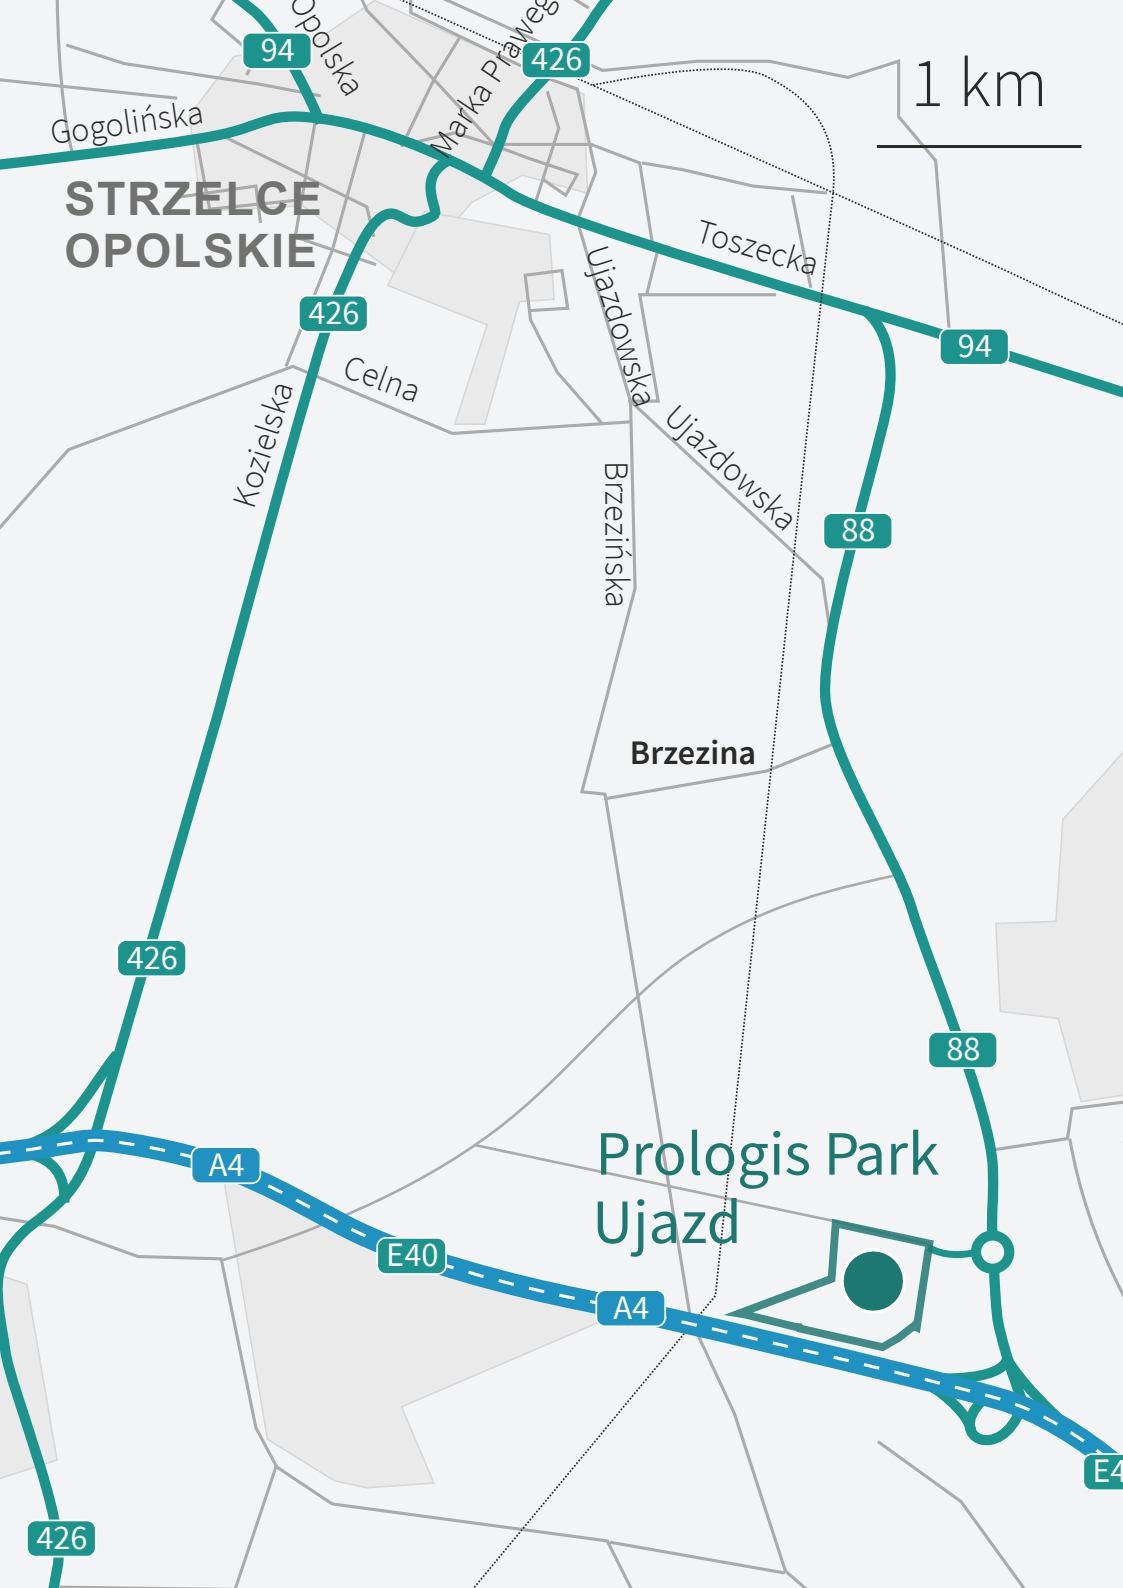 Opolska
Marka Praweg
94
426
1 km
Gogolińska
STRZELCE
OPOLSKIE
Toszecka
Ujazdowska
426
94
Celna
Kozielska
Ujazdowska
Brzezińska
88
Brzezina
426
88
Prologis Park
Ujazd
A4
E40
A4
E4
426